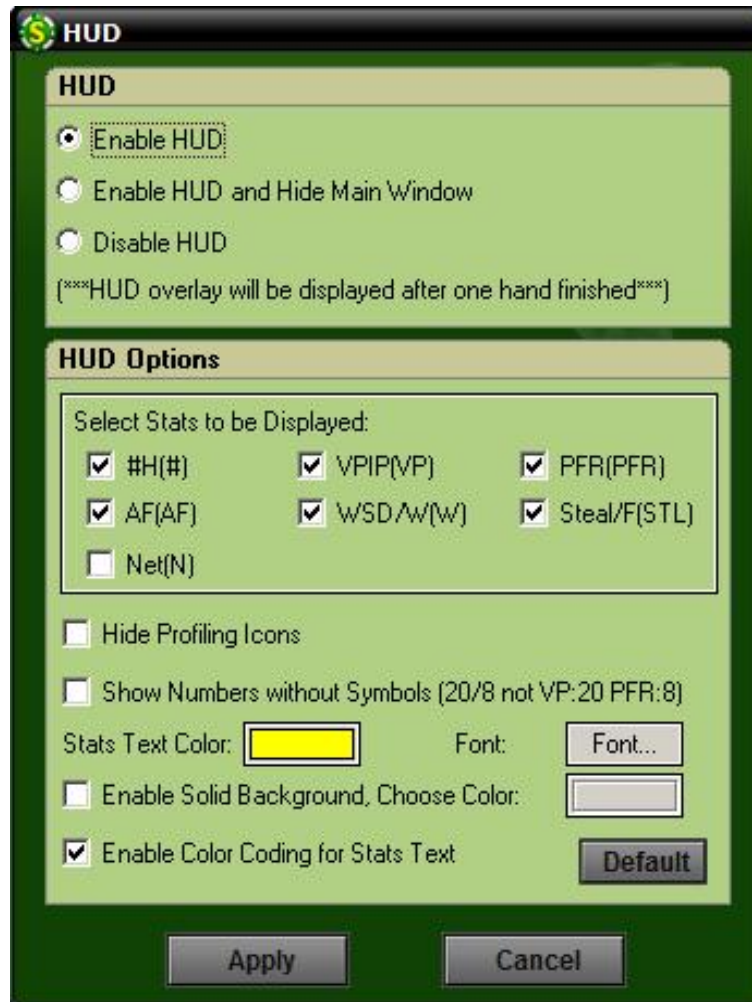 HUD
HUD
Enable HUD
Enable HUD and Hide Main Window
Disable HUD
(***HUD overlay will be displayed after one hand finished***)
HUD Options
Select Stats to be Displayed:
#H(#) VPIP(VP) PFR(PFR)
AF(AF) WSD/W(W) Steal/F(STL)
Net(N)
Hide Profiling Icons
Show Numbers without Symbols (20/8 not VP:20 PFR:8)
Stats Text Color: Font: Font...
Enable Solid Background, Choose Color:
Enable Color Coding for Stats Text
Default
Apply Cancel